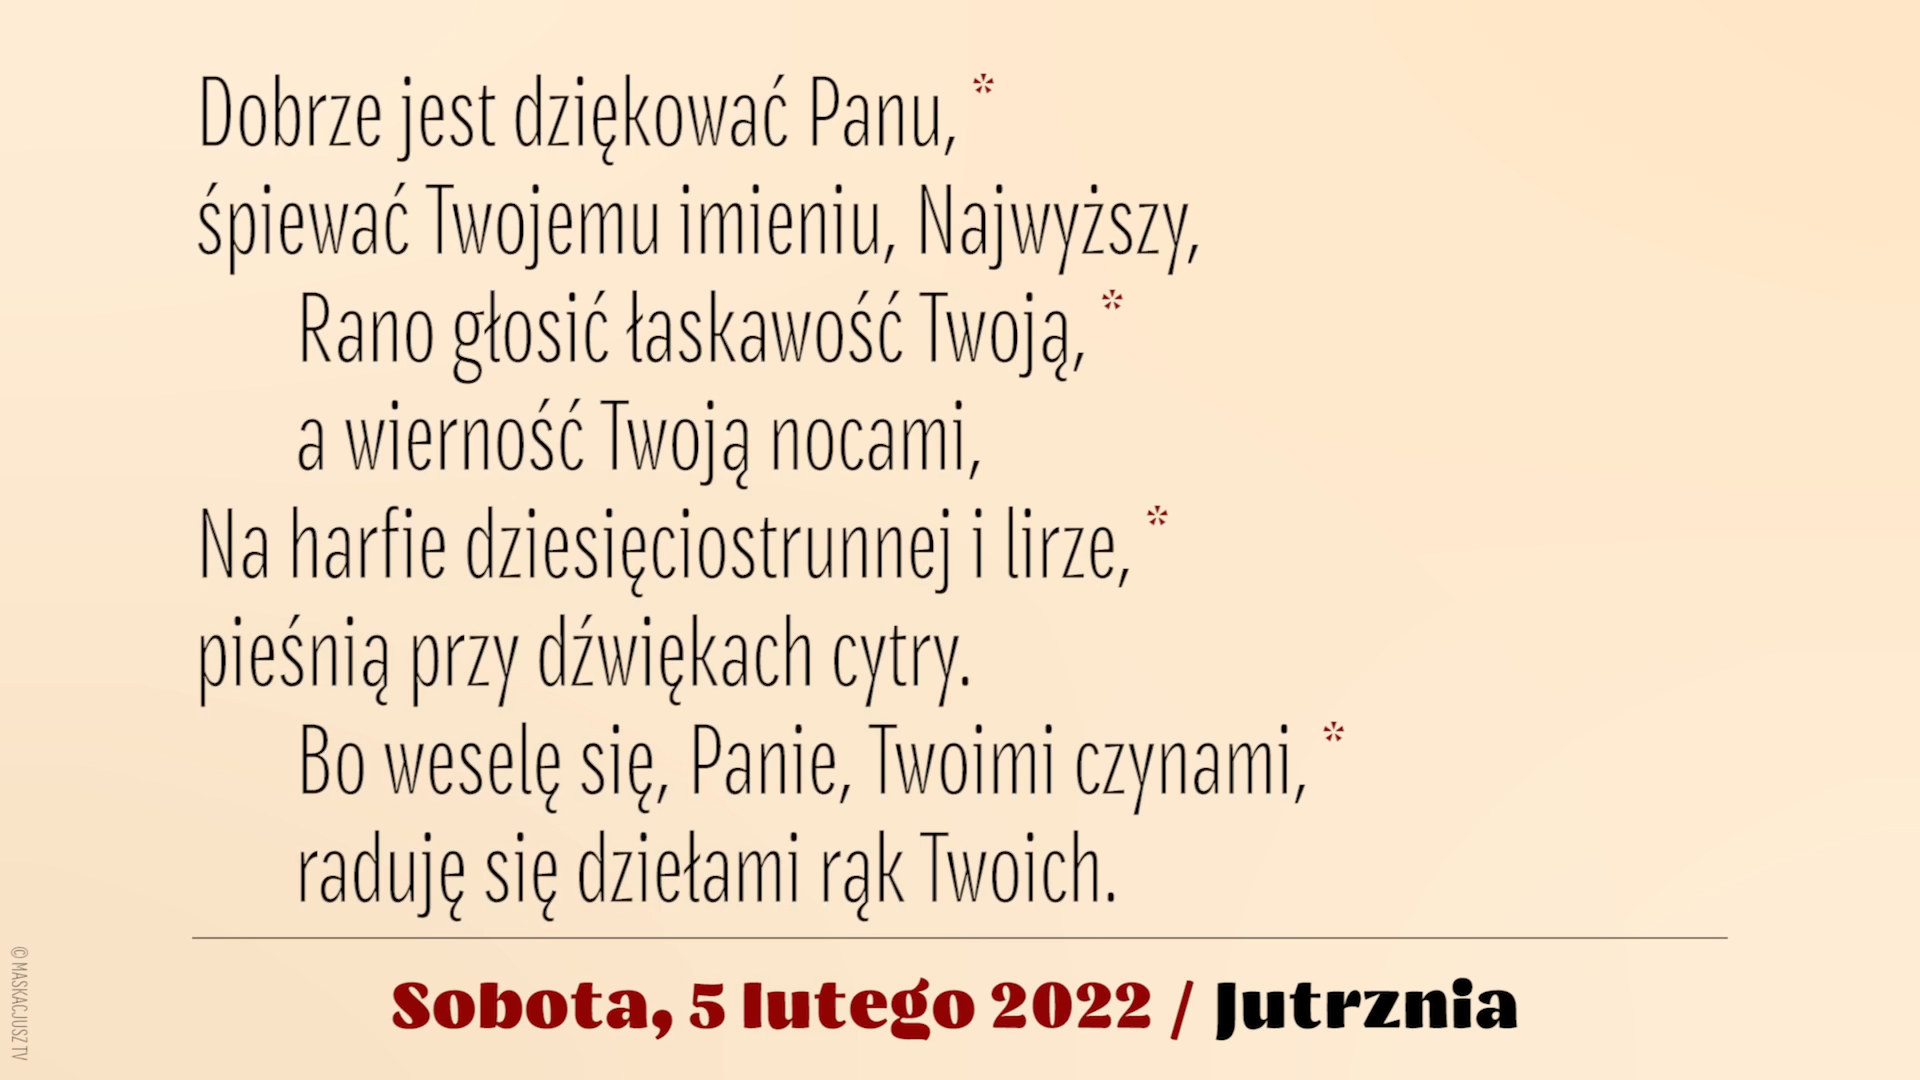 Dobrze jest dziękować Panu, *
śpiewać Twojemu imieniu, Najwyższy,
Rano głosić łaskawość Twoją, *
a wierność Twoją nocami,
Na harfie dziesięciostrunnej i lirze, *
pieśnią przy dźwiękach cytry.
Bo weselę się, Panie, Twoimi czynami, *
raduję się dziełami rąk Twoich.
Sobota, 5 lutego 2022 / Jutrznia
© MASKACJUSZ TV